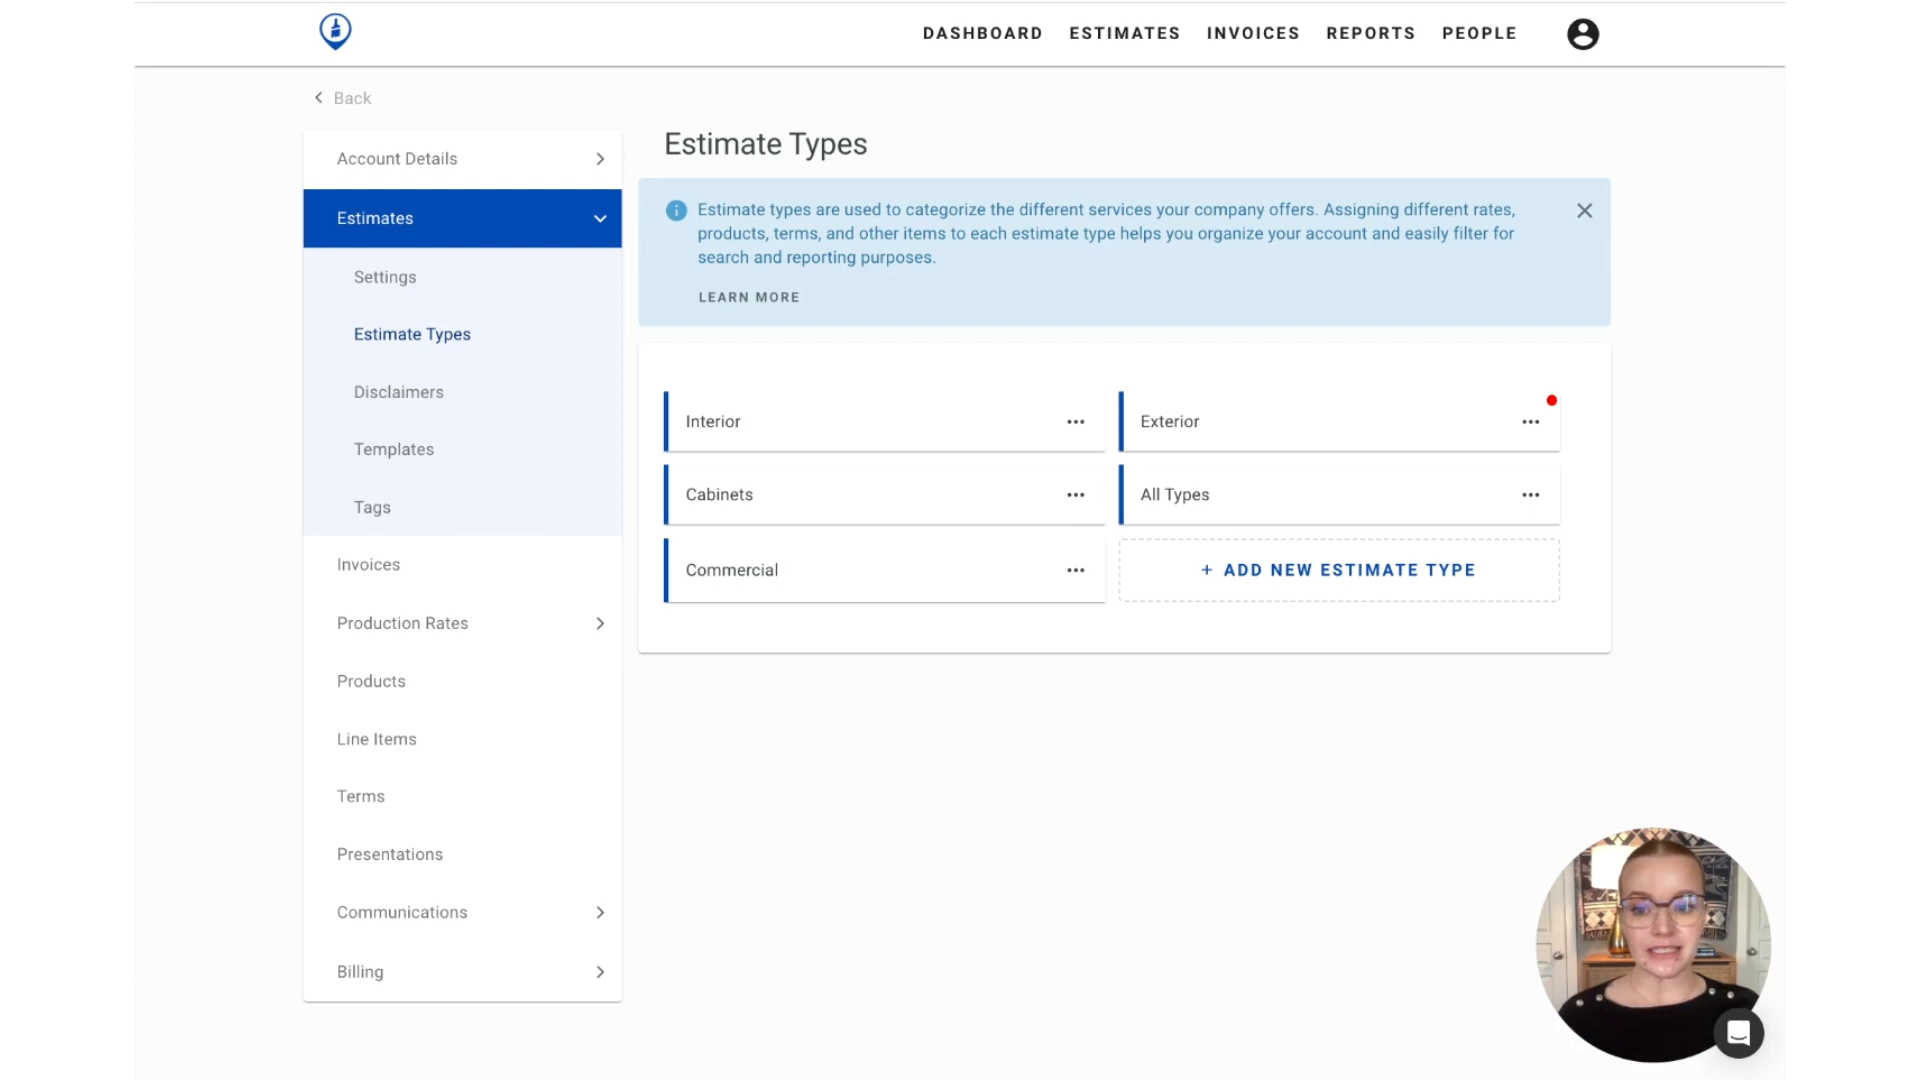 DASHBOARD ESTIMATES INVOICES REPORTS PEOPLE
Back
Account Details
Estimates
Settings
Estimate Types
Disclaimers
Templates
Tags
Invoices
Production Rates
Products
Line Items
Terms
Presentations
Communications
Billing
Estimate Types
Estimate types are used to categorize the different services your company offers. Assigning different rates,
products, terms, and other items to each estimate type helps you organize your account and easily filter for
search and reporting purposes.
LEARN MORE
Interior
Exterior
Cabinets
All Types
Commercial
+ ADD NEW ESTIMATE TYPE